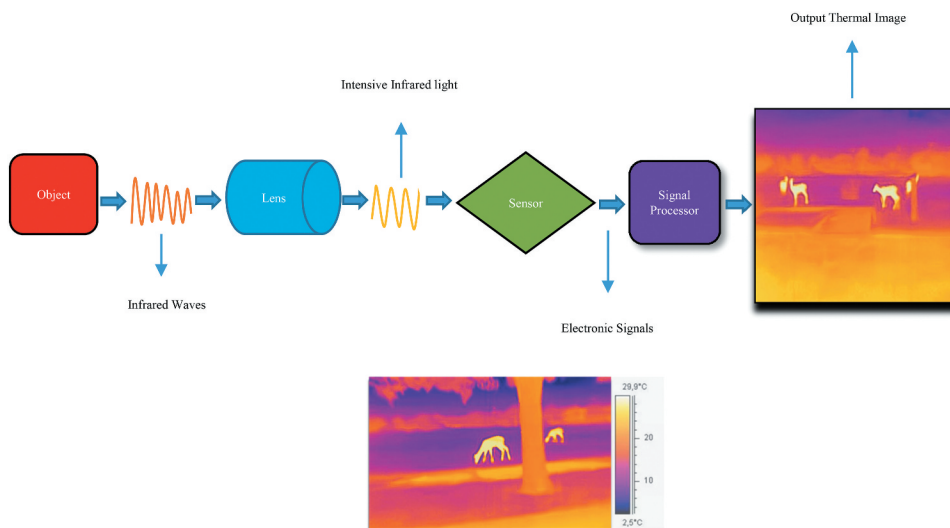 Output Thermal Image
Intensive Infrared light
Object
Lens
Sensor
Signal
Processor
Infrared Waves
Electronic Signals
29,9°C
20
10
2,5°C